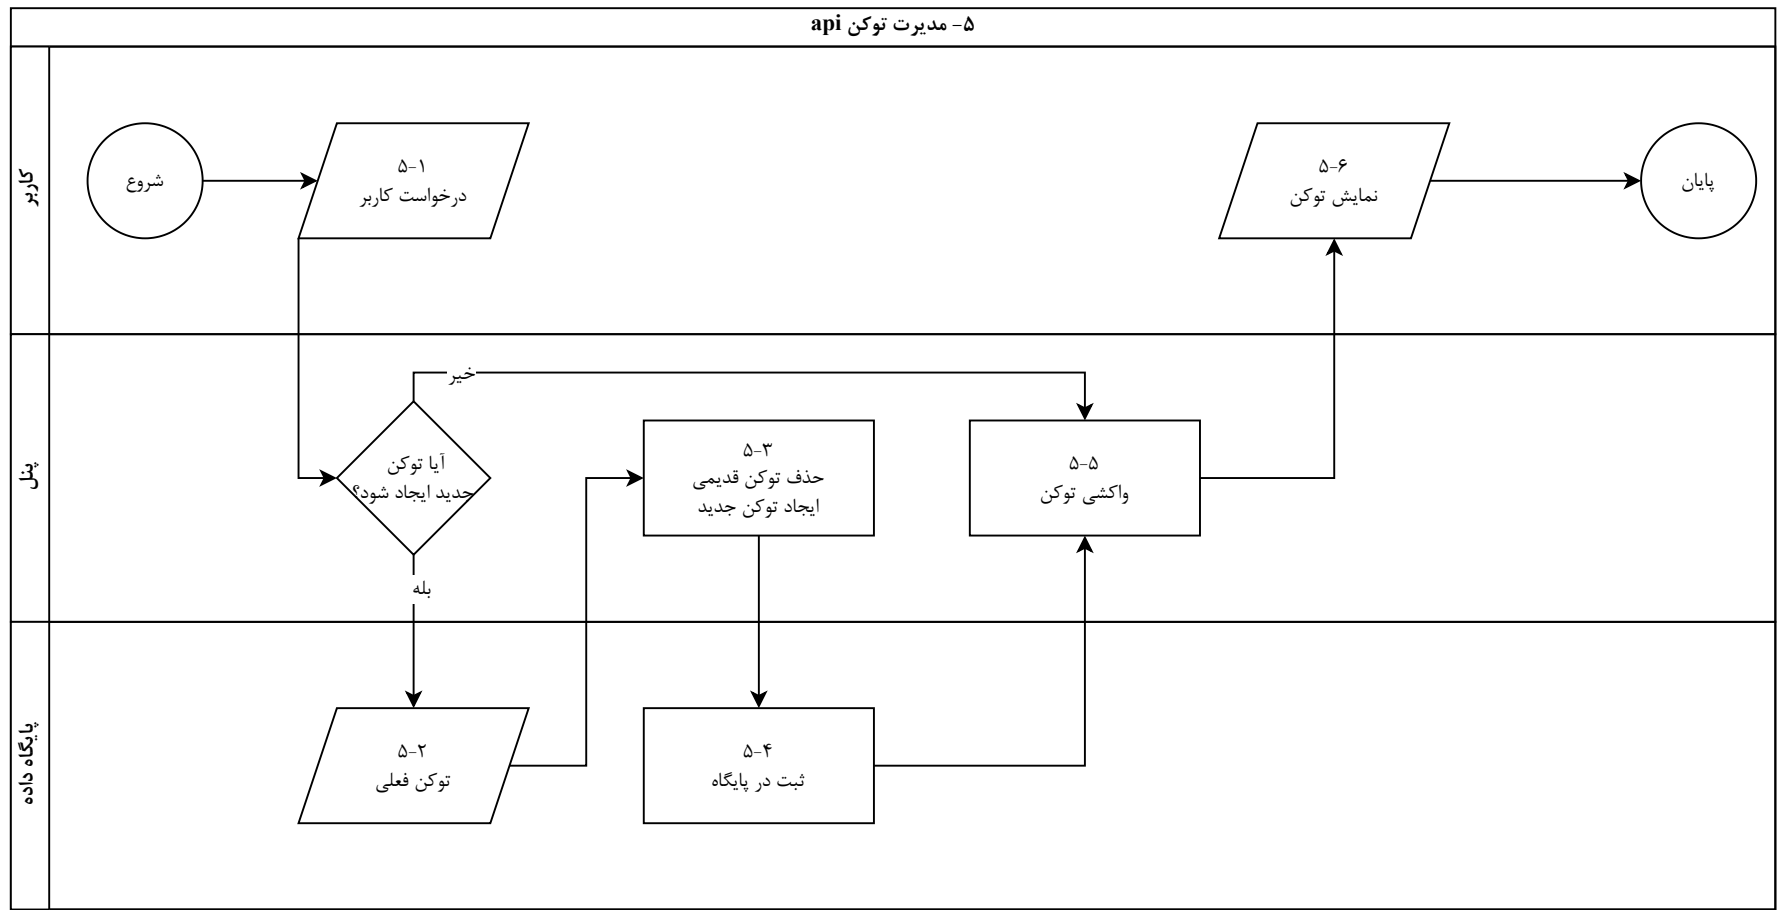 ۵- مدیرت توکن api
کاربر
شروع
۵-۱
درخواست کاربر
۵-۶
نمایش توکن
پایان
پنل
خیر
آیا توکن
جدید ایجاد شود؟
بله
۵-۳
حذف توکن قدیمی
ایجاد توکن جدید
۵-۵
واکشی توکن
پایگاه داده
۵-۲
توکن فعلی
۵-۴
ثبت در پایگاه